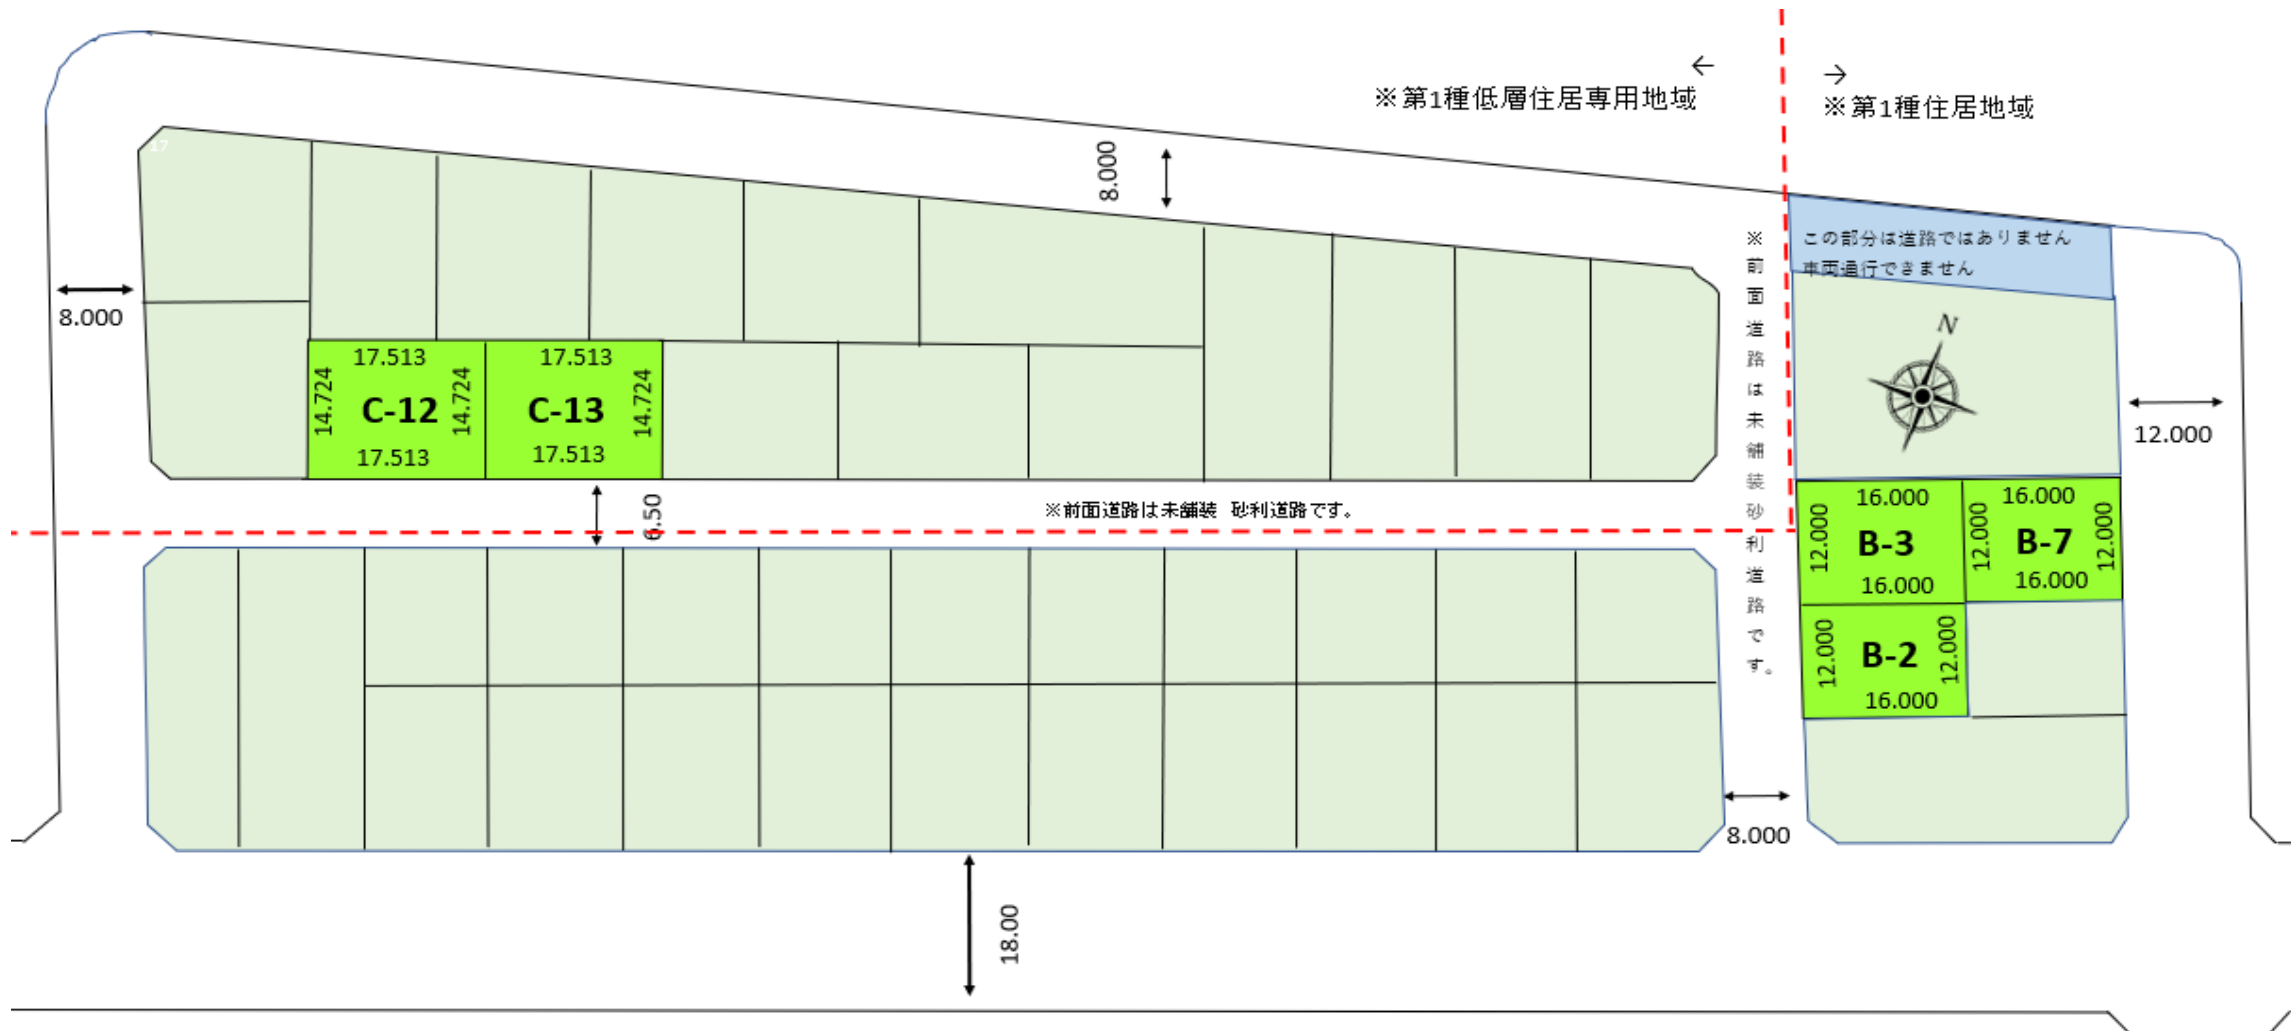 ←
→
※第1種低層住居専用地域
※第1種住居地域
17
8.000
8.000
※前面道路は未舗装砂利道路です。
この部分は道路ではありません
車両通行できません
N
12.000
17.513
17.513
14.724
C-12
14.724
C-13
14.724
17.513
17.513
6.50
※前面道路は未舗装 砂利道路です。
16.000
16.000
12.000
B-3
12.000
B-7
12.000
16.000
16.000
12.000
B-2
12.000
16.000
8.000
18.00